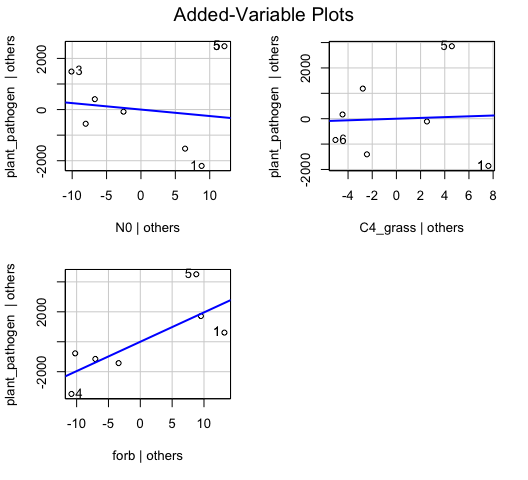 Added-Variable Plots
plant_pathogen | others
2000
0
-2000
5
3
1
-10 -5 0 5 10
N0 | others
plant_pathogen | others
2000
0
-2000
5
6
1
-4 -2 0 2 4 6 8
C4_grass | others
plant_pathogen | others
2000
-2000
5
1
4
-10 -5 0 5 10
forb | others